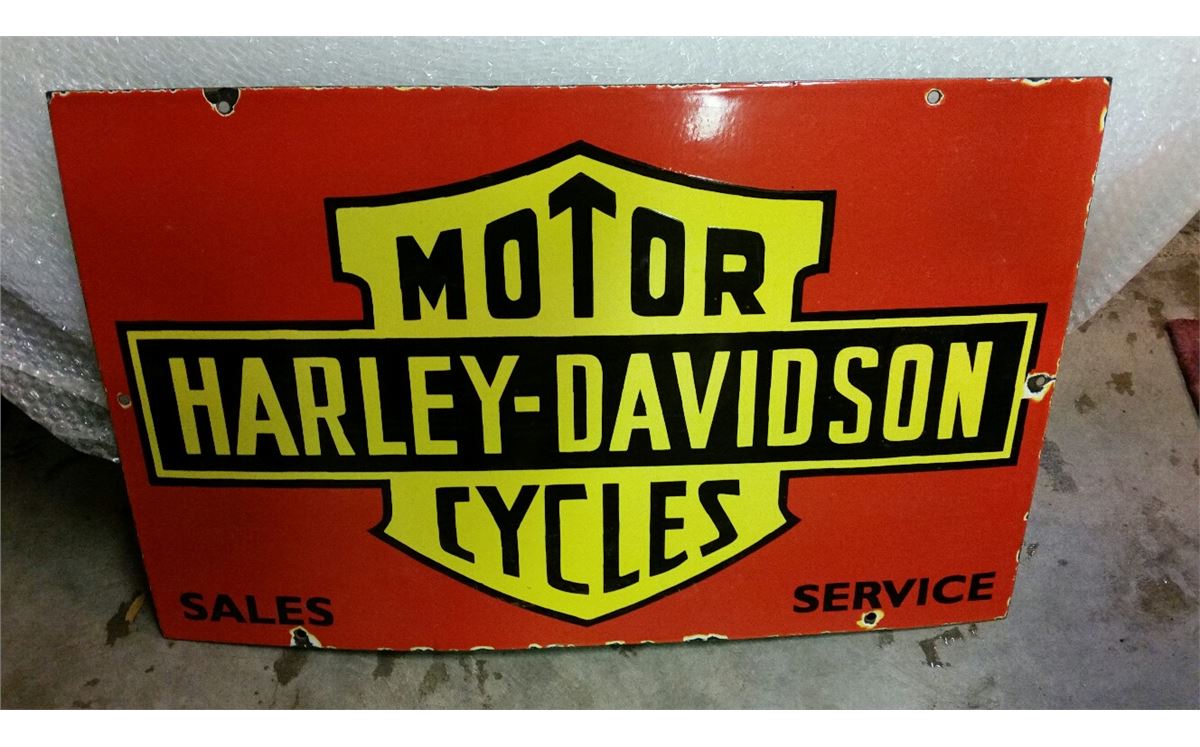 MOTOR
HARLEY-DAVIDSON
CYCLES
SALES SERVICE